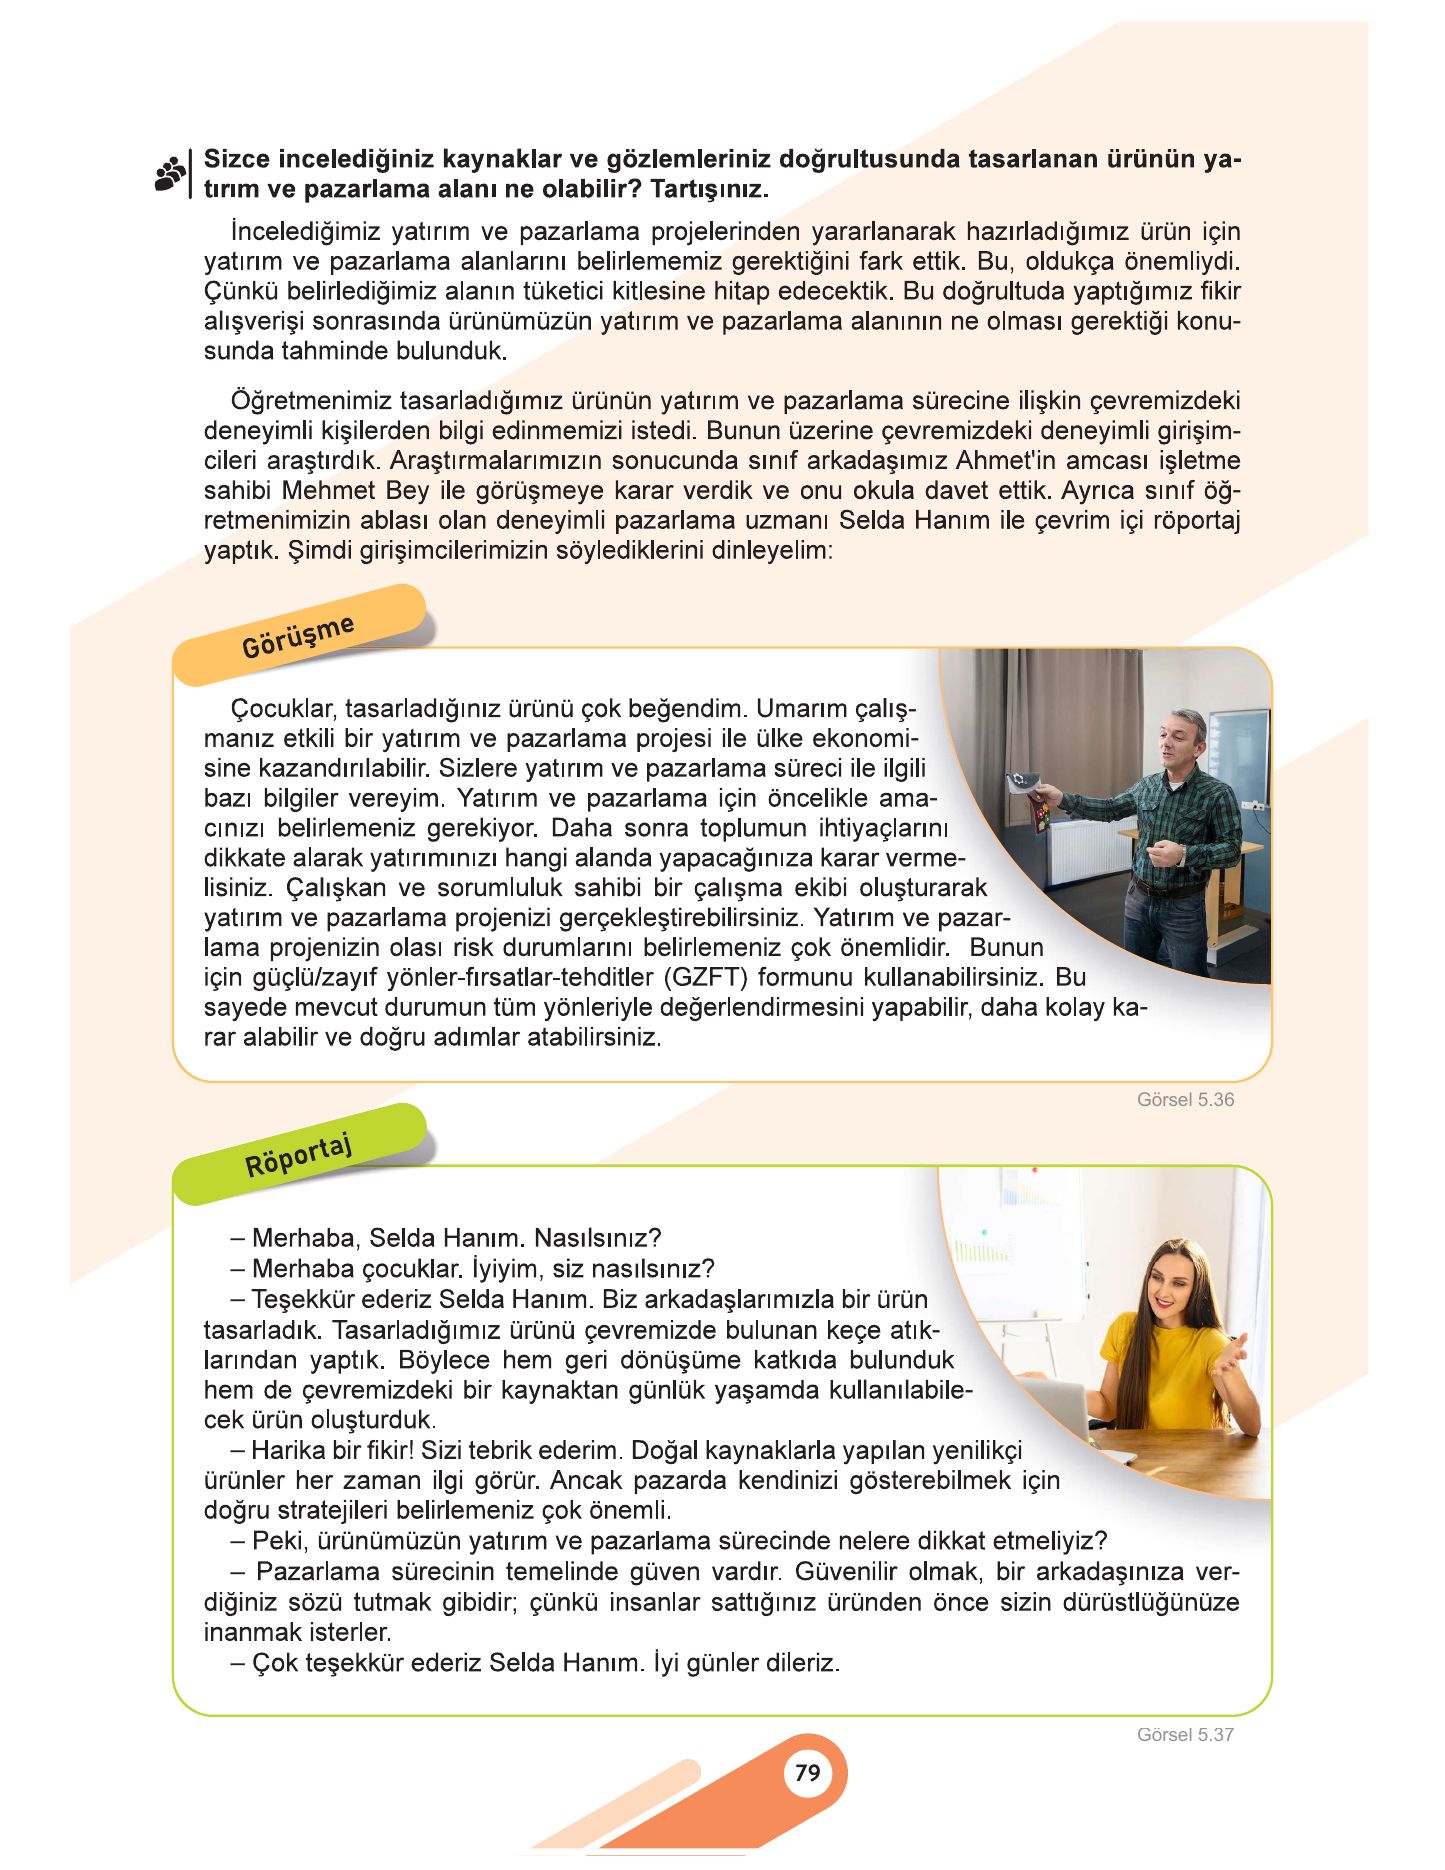 Sizce incelediğiniz kaynaklar ve gözlemleriniz doğrultusunda tasarlanan ürünün ya-
tırım ve pazarlama alanı ne olabilir? Tartışınız.
İncelediğimiz yatırım ve pazarlama projelerinden yararlanarak hazırladığımız ürün için
yatırım ve pazarlama alanlarını belirlememiz gerektiğini fark ettik. Bu, oldukça önemliydi.
Çünkü belirlediğimiz alanın tüketici kitlesine hitap edecektik. Bu doğrultuda yaptığımız fikir
alışverişi sonrasında ürünümüzün yatırım ve pazarlama alanının ne olması gerektiği konu-
sunda tahminde bulunduk.
Öğretmenimiz tasarladığımız ürünün yatırım ve pazarlama sürecine ilişkin çevremizdeki
deneyimli kişilerden bilgi edinmemizi istedi. Bunun üzerine çevremizdeki deneyimli girişim-
cileri araştırdık. Araştırmalarımızın sonucunda sınıf arkadaşımız Ahmet'in amcası işletme
sahibi Mehmet Bey ile görüşmeye karar verdik ve onu okula davet ettik. Ayrıca sınıf öğ-
retmenimizin ablası olan deneyimli pazarlama uzmanı Selda Hanım ile çevrim içi röportaj
yaptık. Şimdi girişimcilerimizin söylediklerini dinleyelim:
Görüşme
Çocuklar, tasarladığınız ürünü çok beğendim. Umarım çalış-
manız etkili bir yatırım ve pazarlama projesi ile ülke ekonomi-
sine kazandırılabilir. Sizlere yatırım ve pazarlama süreci ile ilgili
bazı bilgiler vereyim. Yatırım ve pazarlama için öncelikle ama-
cınızı belirlemeniz gerekiyor. Daha sonra toplumun ihtiyaçlarını
dikkate alarak yatırımınızı hangi alanda yapacağınıza karar verme-
lisiniz. Çalışkan ve sorumluluk sahibi bir çalışma ekibi oluşturarak
yatırım ve pazarlama projenizi gerçekleştirebilirsiniz. Yatırım ve pazar-
lama projenizin olası risk durumlarını belirlemeniz çok önemlidir.  Bunun
için güçlü/zayıf yönler-fırsatlar-tehditler (GZFT) formunu kullanabilirsiniz. Bu
sayede mevcut durumun tüm yönleriyle değerlendirmesini yapabilir, daha kolay ka-
rar alabilir ve doğru adımlar atabilirsiniz.
Görsel 5.36
Röportaj
– Merhaba, Selda Hanım. Nasılsınız?
– Merhaba çocuklar. İyiyim, siz nasılsınız?
– Teşekkür ederiz Selda Hanım. Biz arkadaşlarımızla bir ürün
tasarladık. Tasarladığımız ürünü çevremizde bulunan keçe atık-
larından yaptık. Böylece hem geri dönüşüme katkıda bulunduk
hem de çevremizdeki bir kaynaktan günlük yaşamda kullanılabile-
cek ürün oluşturduk.
– Harika bir fikir! Sizi tebrik ederim. Doğal kaynaklarla yapılan yenilikçi
ürünler her zaman ilgi görür. Ancak pazarda kendinizi gösterebilmek için
doğru stratejileri belirlemeniz çok önemli.
– Peki, ürünümüzün yatırım ve pazarlama sürecinde nelere dikkat etmeliyiz?
– Pazarlama sürecinin temelinde güven vardır. Güvenilir olmak, bir arkadaşınıza ver-
diğiniz sözü tutmak gibidir; çünkü insanlar sattığınız üründen önce sizin dürüstlüğünüze
inanmak isterler.
– Çok teşekkür ederiz Selda Hanım. İyi günler dileriz.
Görsel 5.37
79